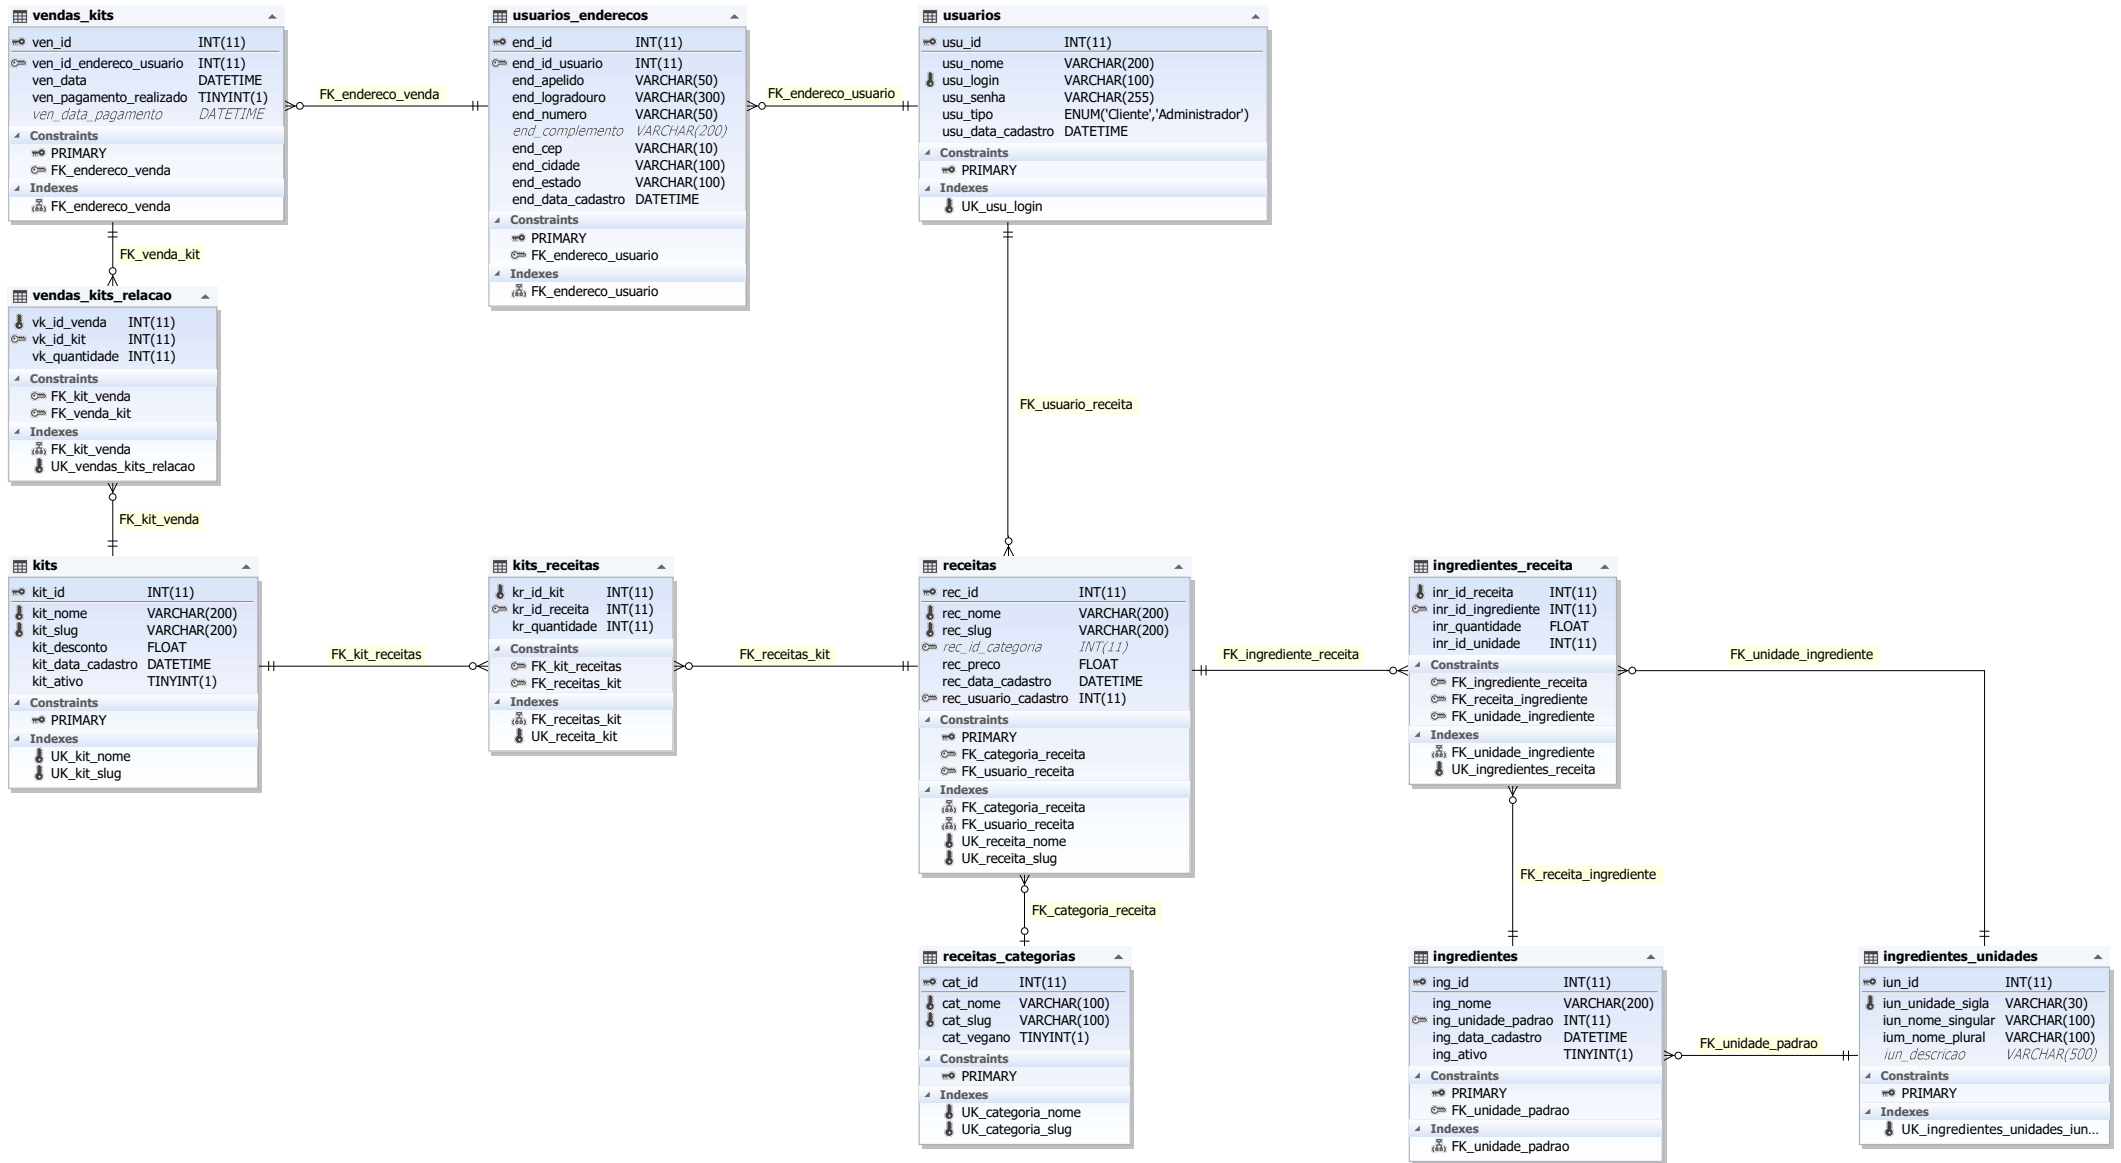 vendas_kits
ven_id INT(11)
ven_id_endereco_usuario INT(11)
ven_data DATETIME
ven_pagamento_realizado TINYINT(1)
ven_data_pagamento DATETIME
Constraints
PRIMARY
FK_endereco_venda
Indexes
FK_endereco_venda
FK_endereco_venda
usuarios_enderecos
end_id INT(11)
end_id_usuario INT(11)
end_apelido VARCHAR(50)
end_logradouro VARCHAR(300)
end_numero VARCHAR(50)
end_complemento VARCHAR(200)
end_cep VARCHAR(10)
end_cidade VARCHAR(100)
end_estado VARCHAR(100)
end_data_cadastro DATETIME
Constraints
PRIMARY
FK_endereco_usuario
Indexes
FK_endereco_usuario
FK_endereco_usuario
usuarios
usu_id INT(11)
usu_nome VARCHAR(200)
usu_login VARCHAR(100)
usu_senha VARCHAR(255)
usu_tipo ENUM('Cliente','Administrador')
usu_data_cadastro DATETIME
Constraints
PRIMARY
Indexes
UK_usu_login
FK_venda_kit
vendas_kits_relacao
vk_id_venda INT(11)
vk_id_kit INT(11)
vk_quantidade INT(11)
Constraints
FK_kit_venda
FK_venda_kit
Indexes
FK_kit_venda
UK_vendas_kits_relacao
FK_usuario_receita
FK_kit_venda
kits
kit_id INT(11)
kit_nome VARCHAR(200)
kit_slug VARCHAR(200)
kit_desconto FLOAT
kit_data_cadastro DATETIME
kit_ativo TINYINT(1)
Constraints
PRIMARY
Indexes
UK_kit_nome
UK_kit_slug
FK_kit_receitas
kits_receitas
kr_id_kit INT(11)
kr_id_receita INT(11)
kr_quantidade INT(11)
Constraints
FK_kit_receitas
FK_receitas_kit
Indexes
FK_receitas_kit
UK_receita_kit
FK_receitas_kit
receitas
rec_id INT(11)
rec_nome VARCHAR(200)
rec_slug VARCHAR(200)
rec_id_categoria INT(11)
rec_preco FLOAT
rec_data_cadastro DATETIME
rec_usuario_cadastro INT(11)
Constraints
PRIMARY
FK_categoria_receita
FK_usuario_receita
Indexes
FK_categoria_receita
FK_usuario_receita
UK_receita_nome
UK_receita_slug
FK_ingrediente_receita
ingredientes_receita
inr_id_receita INT(11)
inr_id_ingrediente INT(11)
inr_quantidade FLOAT
inr_id_unidade INT(11)
Constraints
FK_ingrediente_receita
FK_receita_ingrediente
FK_unidade_ingrediente
Indexes
FK_unidade_ingrediente
UK_ingredientes_receita
FK_unidade_ingrediente
FK_receita_ingrediente
FK_categoria_receita
receitas_categorias
cat_id INT(11)
cat_nome VARCHAR(100)
cat_slug VARCHAR(100)
cat_vegano TINYINT(1)
Constraints
PRIMARY
Indexes
UK_categoria_nome
UK_categoria_slug
ingredientes
ing_id INT(11)
ing_nome VARCHAR(200)
ing_unidade_padrao INT(11)
ing_data_cadastro DATETIME
ing_ativo TINYINT(1)
Constraints
PRIMARY
FK_unidade_padrao
Indexes
FK_unidade_padrao
FK_unidade_padrao
ingredientes_unidades
iun_id INT(11)
iun_unidade_sigla VARCHAR(30)
iun_nome_singular VARCHAR(100)
ium_nome_plural VARCHAR(100)
iun_descricao VARCHAR(500)
Constraints
PRIMARY
Indexes
UK_ingredientes_unidades_iun...